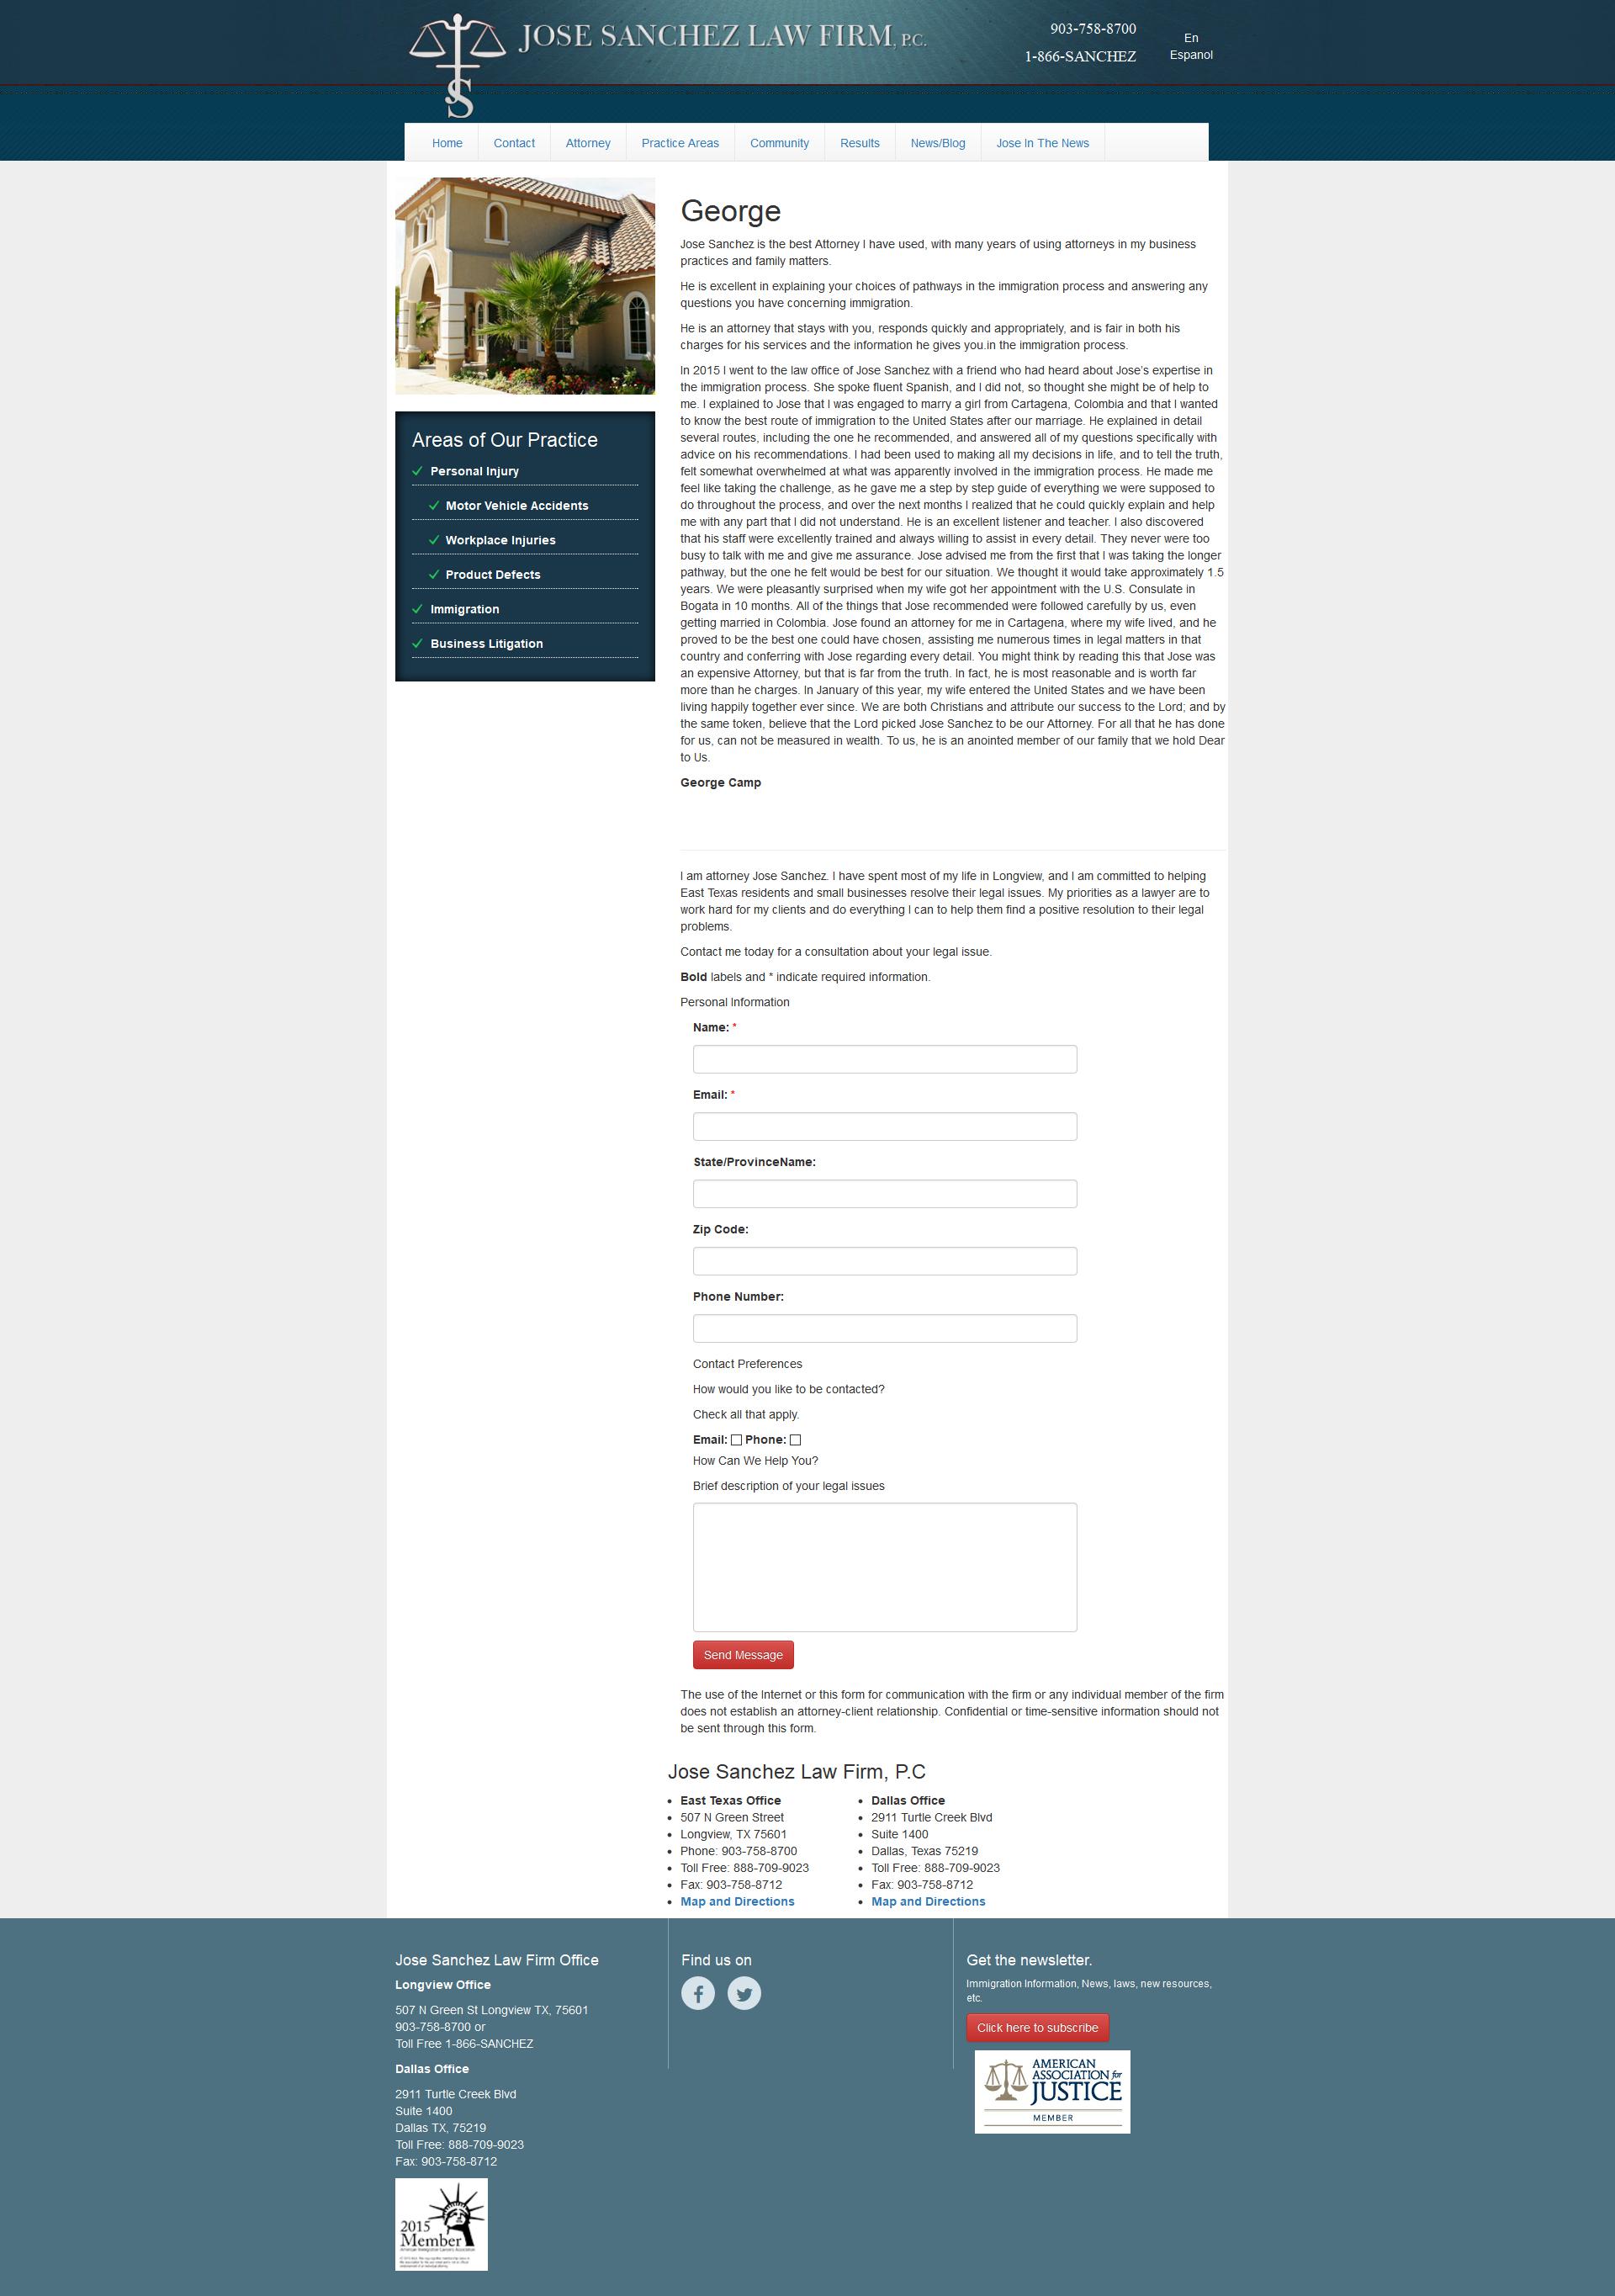 JOSE SANCHEZ LAW FIRM, P.C.
903-758-8700
1-866-SANCHEZ
En
Espanol
JS
Home
Contact
Attorney
Practice Areas
Community
Results
News/Blog
Jose In The News
George
Jose Sanchez is the best Attorney I have used, with many years of using attorneys in my business
practices and family matters.
He is excellent in explaining your choices of pathways in the immigration process and answering any
questions you have concerning immigration.
He is an attorney that stays with you, responds quickly and appropriately, and is fair in both his
charges for his services and the information he gives you.in the immigration process.
In 2015 I went to the law office of Jose Sanchez with a friend who had heard about Jose's expertise in
the immigration process. She spoke fluent Spanish, and I did not, so thought she might be of help to
me. I explained to Jose that I was engaged to marry a girl from Cartagena, Colombia and that I wanted
to know the best route of immigration to the United States after our marriage. He explained in detail
several routes, including the one he recommended, and answered all of my questions specifically with
advice on his recommendations. I had been used to making all my decisions in life, and to tell the truth,
felt somewhat overwhelmed at what was apparently involved in the immigration process. He made me
feel like taking the challenge, as he gave me a step by step guide of everything we were supposed to
do throughout the process, and over the next months I realized that he could quickly explain and help
me with any part that I did not understand. He is an excellent listener and teacher. I also discovered
that his staff were excellently trained and always willing to assist in every detail. They never were too
busy to talk with me and give me assurance. Jose advised me from the first that I was taking the longer
pathway, but the one he felt would be best for our situation. We thought it would take approximately 1.5
years. We were pleasantly surprised when my wife got her appointment with the U.S. Consulate in
Bogata in 10 months. All of the things that Jose recommended were followed carefully by us, even
getting married in Colombia. Jose found an attorney for me in Cartagena, where my wife lived, and he
proved to be the best one could have chosen, assisting me numerous times in legal matters in that
country and conferring with Jose regarding every detail. You might think by reading this that Jose was
an expensive Attorney, but that is far from the truth. In fact, he is most reasonable and is worth far
more than he charges. In January of this year, my wife entered the United States and we have been
living happily together ever since. We are both Christians and attribute our success to the Lord; and by
the same token, believe that the Lord picked Jose Sanchez to be our Attorney. For all that he has done
for us, can not be measured in wealth. To us, he is an anointed member of our family that we hold Dear
to Us.
George Camp
Areas of Our Practice
Personal Injury
Motor Vehicle Accidents
Workplace Injuries
Product Defects
Immigration
Business Litigation
I am attorney Jose Sanchez. I have spent most of my life in Longview, and I am committed to helping
East Texas residents and small businesses resolve their legal issues. My priorities as a lawyer are to
work hard for my clients and do everything I can to help them find a positive resolution to their legal
problems.
Contact me today for a consultation about your legal issue.
Bold labels and * indicate required information.
Personal Information
Name: *
Email: *
State/ProvinceName:
Zip Code:
Phone Number:
Contact Preferences
How would you like to be contacted?
Check all that apply.
Email: Phone:
How Can We Help You?
Brief description of your legal issues
Send Message
The use of the Internet or this form for communication with the firm or any individual member of the firm
does not establish an attorney-client relationship. Confidential or time-sensitive information should not
be sent through this form.
Jose Sanchez Law Firm, P.C
East Texas Office
507 N Green Street
Longview, TX 75601
Phone: 903-758-8700
Toll Free: 888-709-9023
Fax: 903-758-8712
Map and Directions
Dallas Office
2911 Turtle Creek Blvd
Suite 1400
Dallas, Texas 75219
Toll Free: 888-709-9023
Fax: 903-758-8712
Map and Directions
Jose Sanchez Law Firm Office
Longview Office
507 N Green St Longview TX, 75601
903-758-8700 or
Toll Free 1-866-SANCHEZ
Dallas Office
2911 Turtle Creek Blvd
Suite 1400
Dallas TX, 75219
Toll Free: 888-709-9023
Fax: 903-758-8712
2015
Member
American Immigration Lawyers Association
Find us on
Get the newsletter.
Immigration Information, News, laws, new resources,
etc.
Click here to subscribe
AMERICAN
ASSOCIATION for
JUSTICE
MEMBER